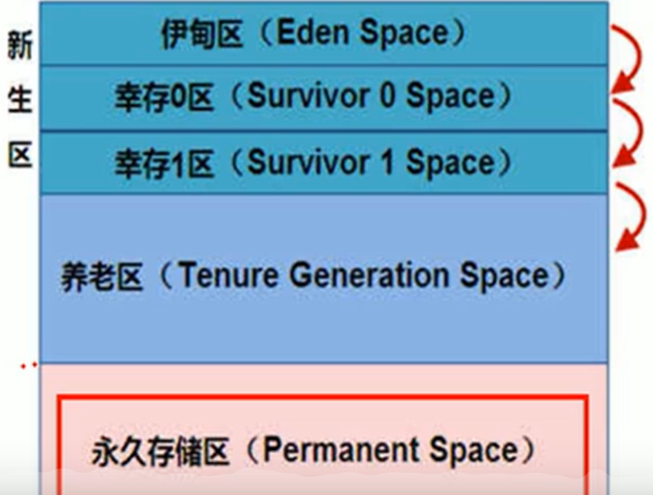 新生区
伊甸区（Eden Space）
幸存0区（Survivor 0 Space）
幸存1区（Survivor 1 Space）
养老区（Tenure Generation Space）
永久存储区（Permanent Space）